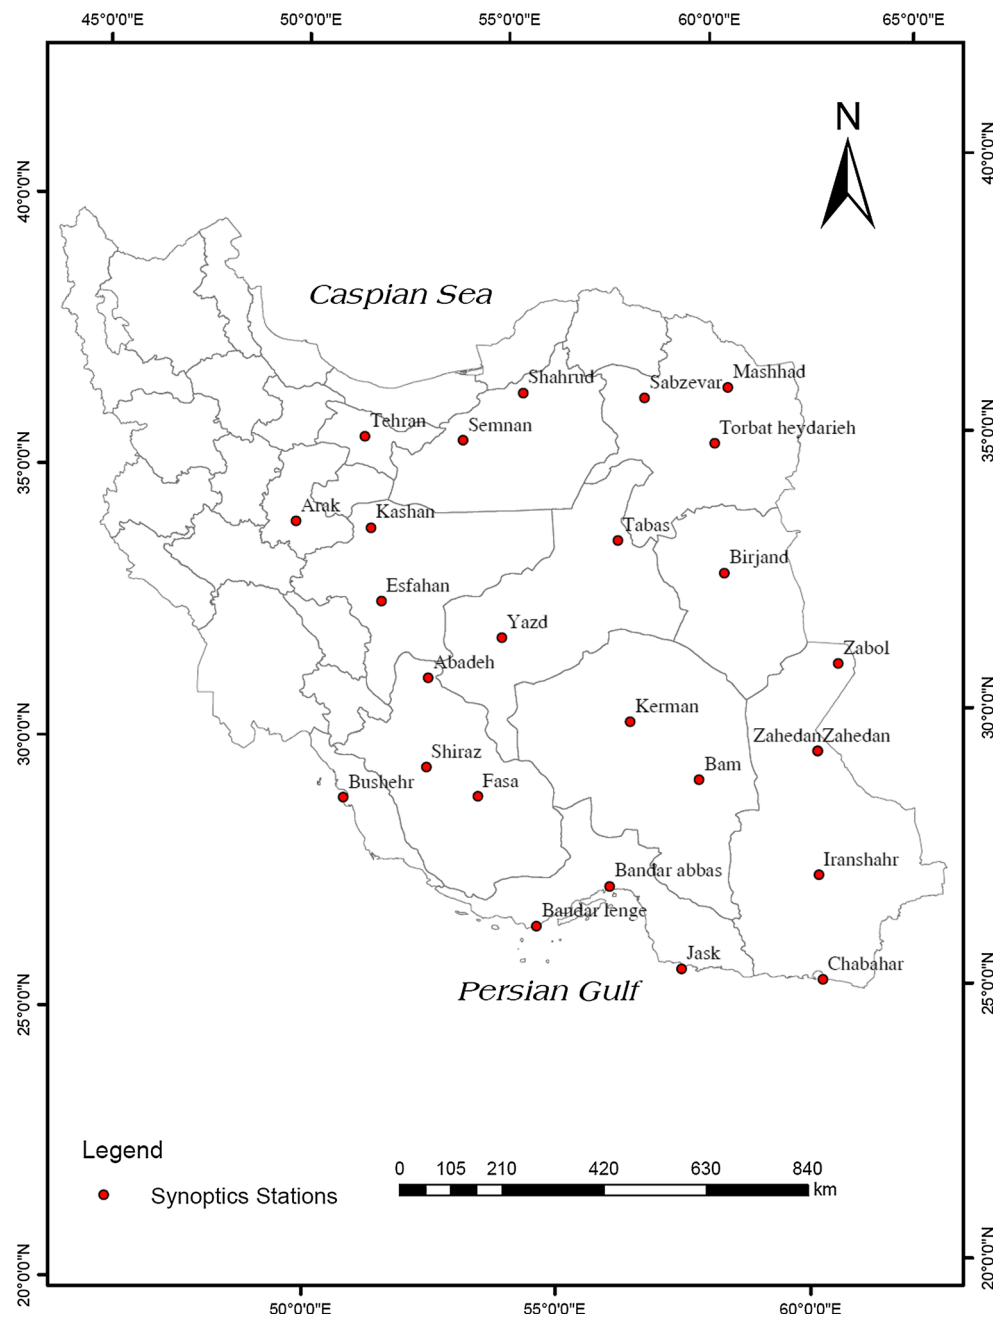 45°0'0"E 50°0'0"E 55°0'0"E 60°0'0"E 65°0'0"E
N
40°0'0"N
40°0'0"N
Caspian Sea
Shahrud
Mashhad
Sabzevar
Tehran
Semnan
Torbat heydarieh
35°0'0"N
35°0'0"N
Arak
Kashan
Tabas
Birjand
Esfahan
Yazd
Zabol
Abadeh
Kerman
30°0'0"N
30°0'0"N
ZahedanZahedan
Shiraz
Bam
Bushehr
Fasa
Iranshahr
Bandar abbas
Bandar lenge
Jask
Chabahar
Persian Gulf
25°0'0"N
25°0'0"N
Legend
Synoptics Stations
0 105 210 420 630 840
km
20°0'0"N
20°0'0"N
50°0'0"E 55°0'0"E 60°0'0"E